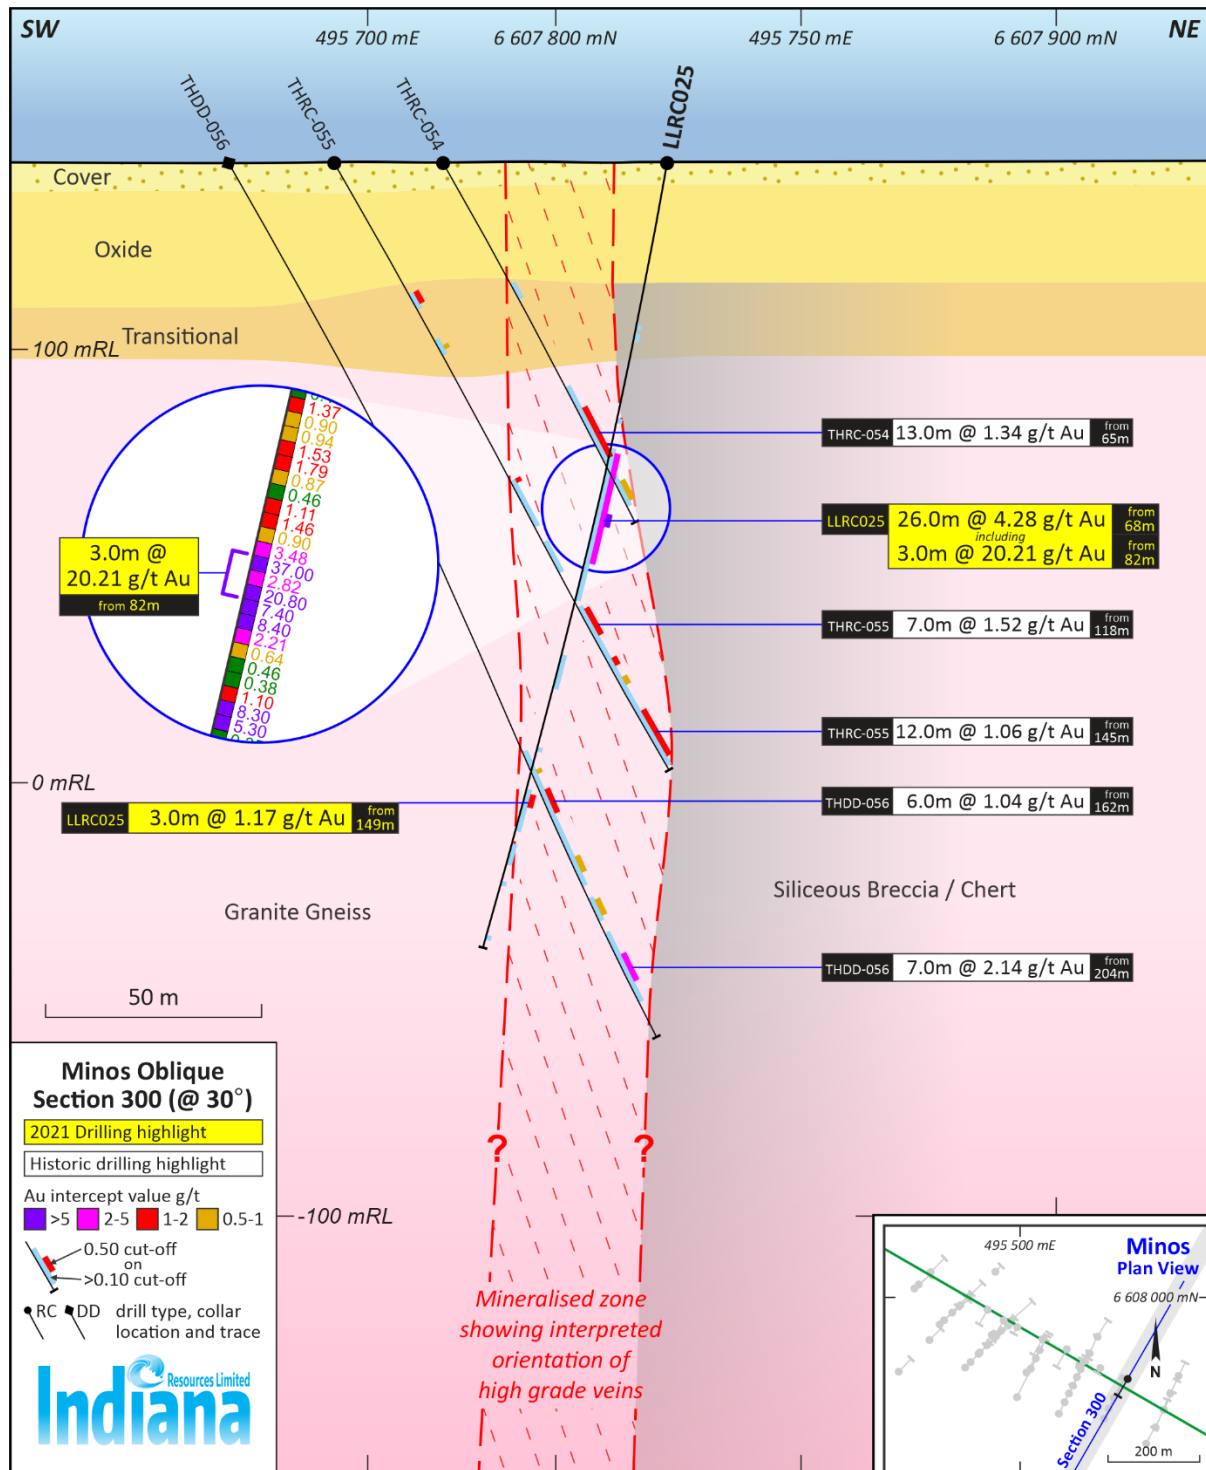 SW
495 700 mE
6 607 800 mN
495 750 mE
6 607 900 mN
NE
THDD-056
THRC-055
THRC-054
LLRC025
Cover
Oxide
Transitional
100 mRL
1.37
0.90
0.94
1.53
1.79
0.87
0.46
1.11
1.46
0.90
3.48
37.00
2.82
20.80
7.40
8.40
2.21
0.64
0.46
0.38
1.10
8.30
5.30
3.0m @
20.21 g/t Au
from 82m
THRC-054 13.0m @ 1.34 g/t Au from 65m
LLRC025 26.0m @ 4.28 g/t Au from 68m
including
3.0m @ 20.21 g/t Au from 82m
THRC-055 7.0m @ 1.52 g/t Au from 118m
THRC-055 12.0m @ 1.06 g/t Au from 145m
0 mRL
THDD-056 6.0m @ 1.04 g/t Au from 162m
LLRC025 3.0m @ 1.17 g/t Au from 149m
Granite Gneiss
Siliceous Breccia / Chert
THDD-056 7.0m @ 2.14 g/t Au from 204m
50 m
Minos Oblique
Section 300 (@ 30°)
2021 Drilling highlight
Historic drilling highlight
Au intercept value g/t
>5 2-5 1-2 0.5-1
0.50 cut-off
on
>0.10 cut-off
RC DD drill type, collar
location and trace
Indiana
Resources Limited
? ?
-100 mRL
Mineralised zone
showing interpreted
orientation of
high grade veins
495 500 mE
Minos
Plan View
6 608 000 mN
N
Section 300
200 m